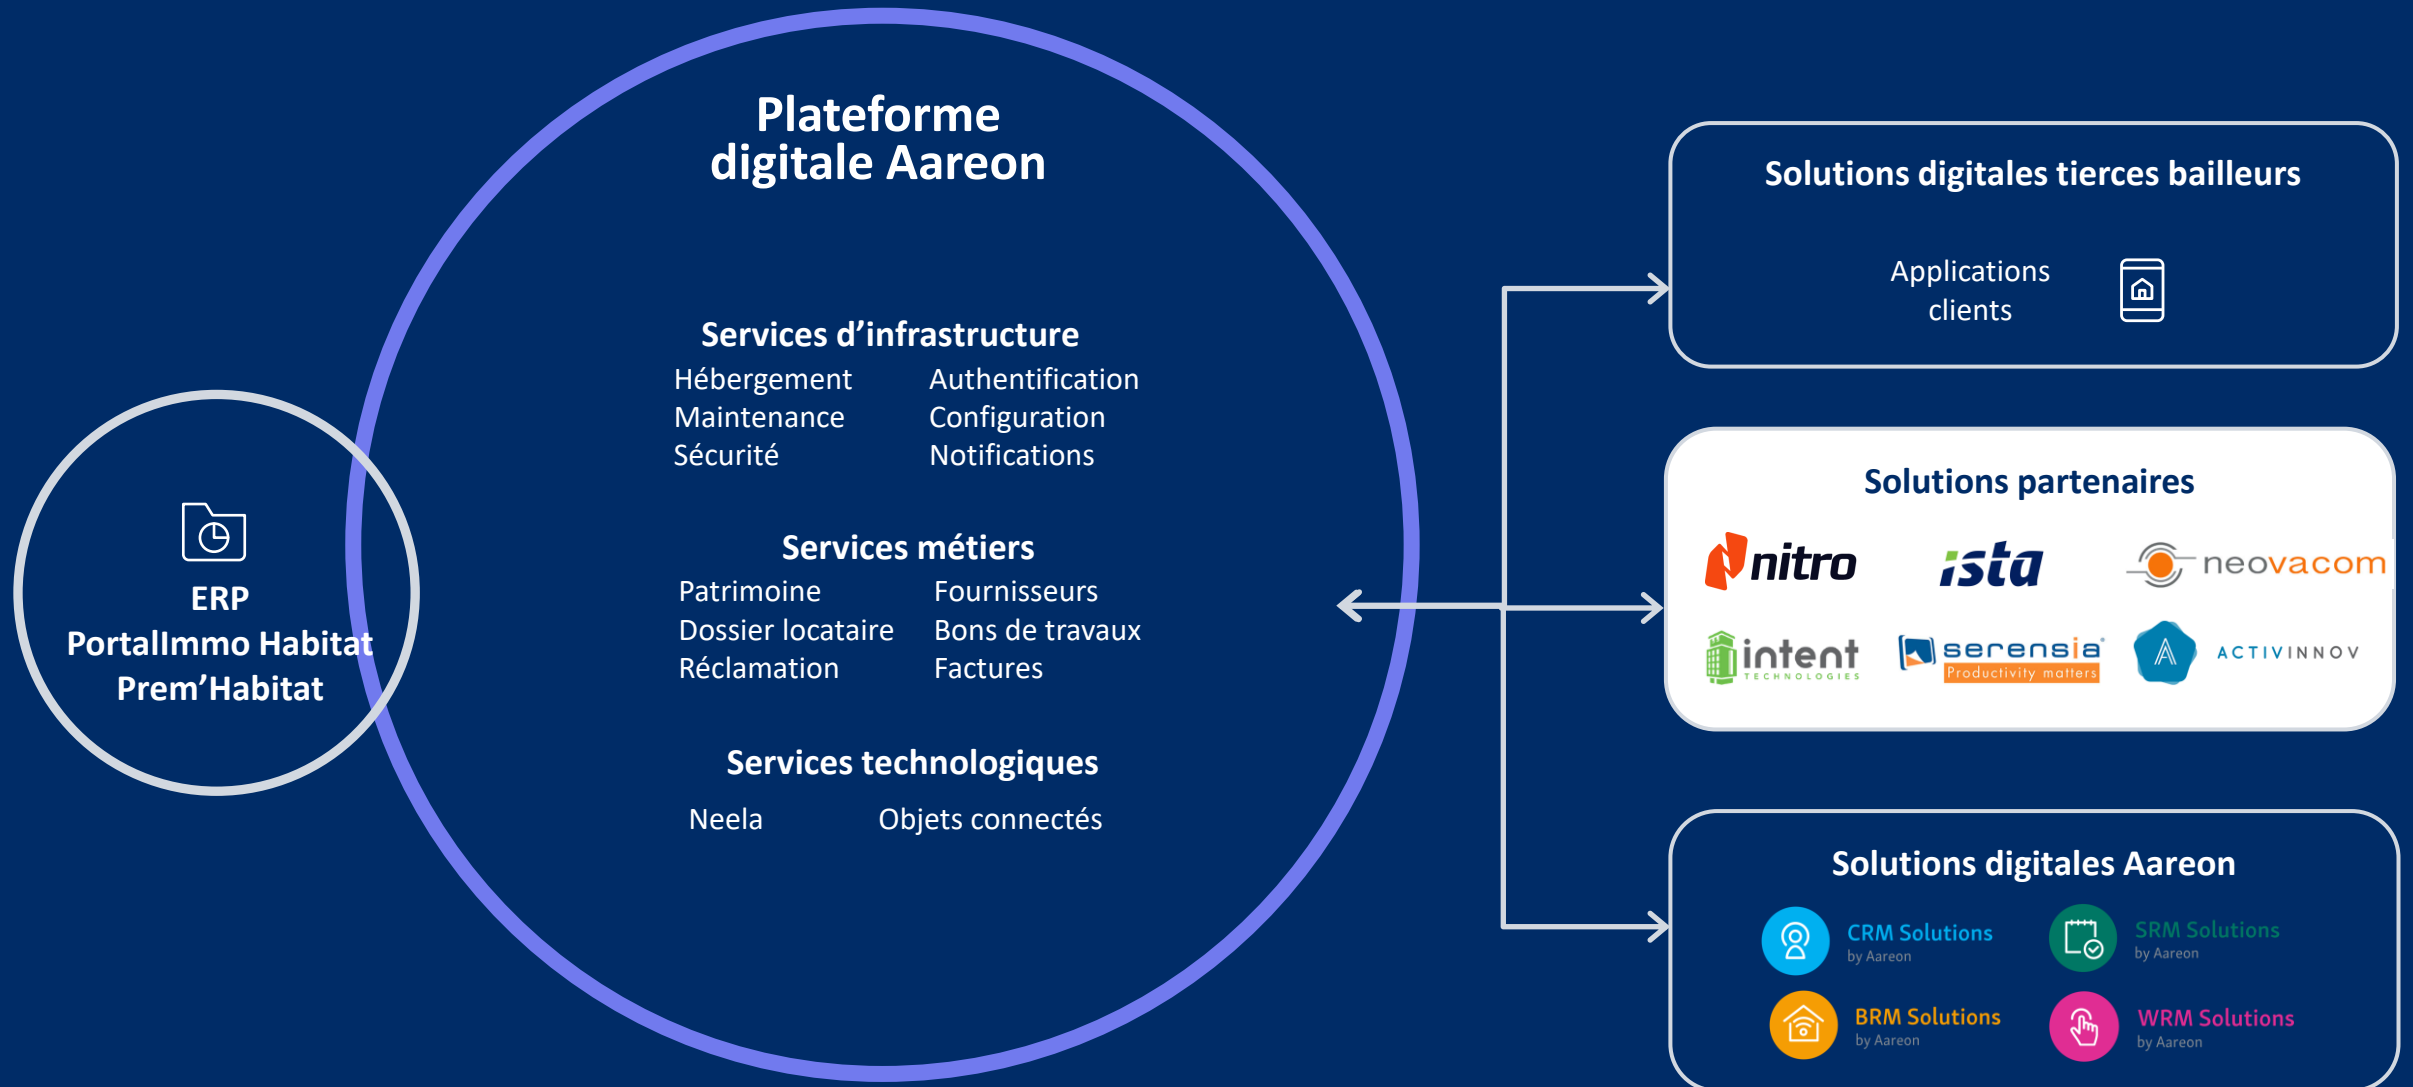 Plateforme
digitale Aareon
Services d’infrastructure
Hébergement Authentification
Maintenance Configuration
Sécurité Notifications
Services métiers
Patrimoine Fournisseurs
Dossier locataire Bons de travaux
Réclamation Factures
Services technologiques
Neela Objets connectés
ERP
PortalImmo Habitat
Prem’Habitat
Solutions digitales tierces bailleurs
Applications
clients
Solutions partenaires
nitro ista neovacom
intent
TECHNOLOGIES
serensia
Productivity matters
ACTIVINNOV
Solutions digitales Aareon
CRM Solutions
by Aareon
SRM Solutions
by Aareon
BRM Solutions
by Aareon
WRM Solutions
by Aareon